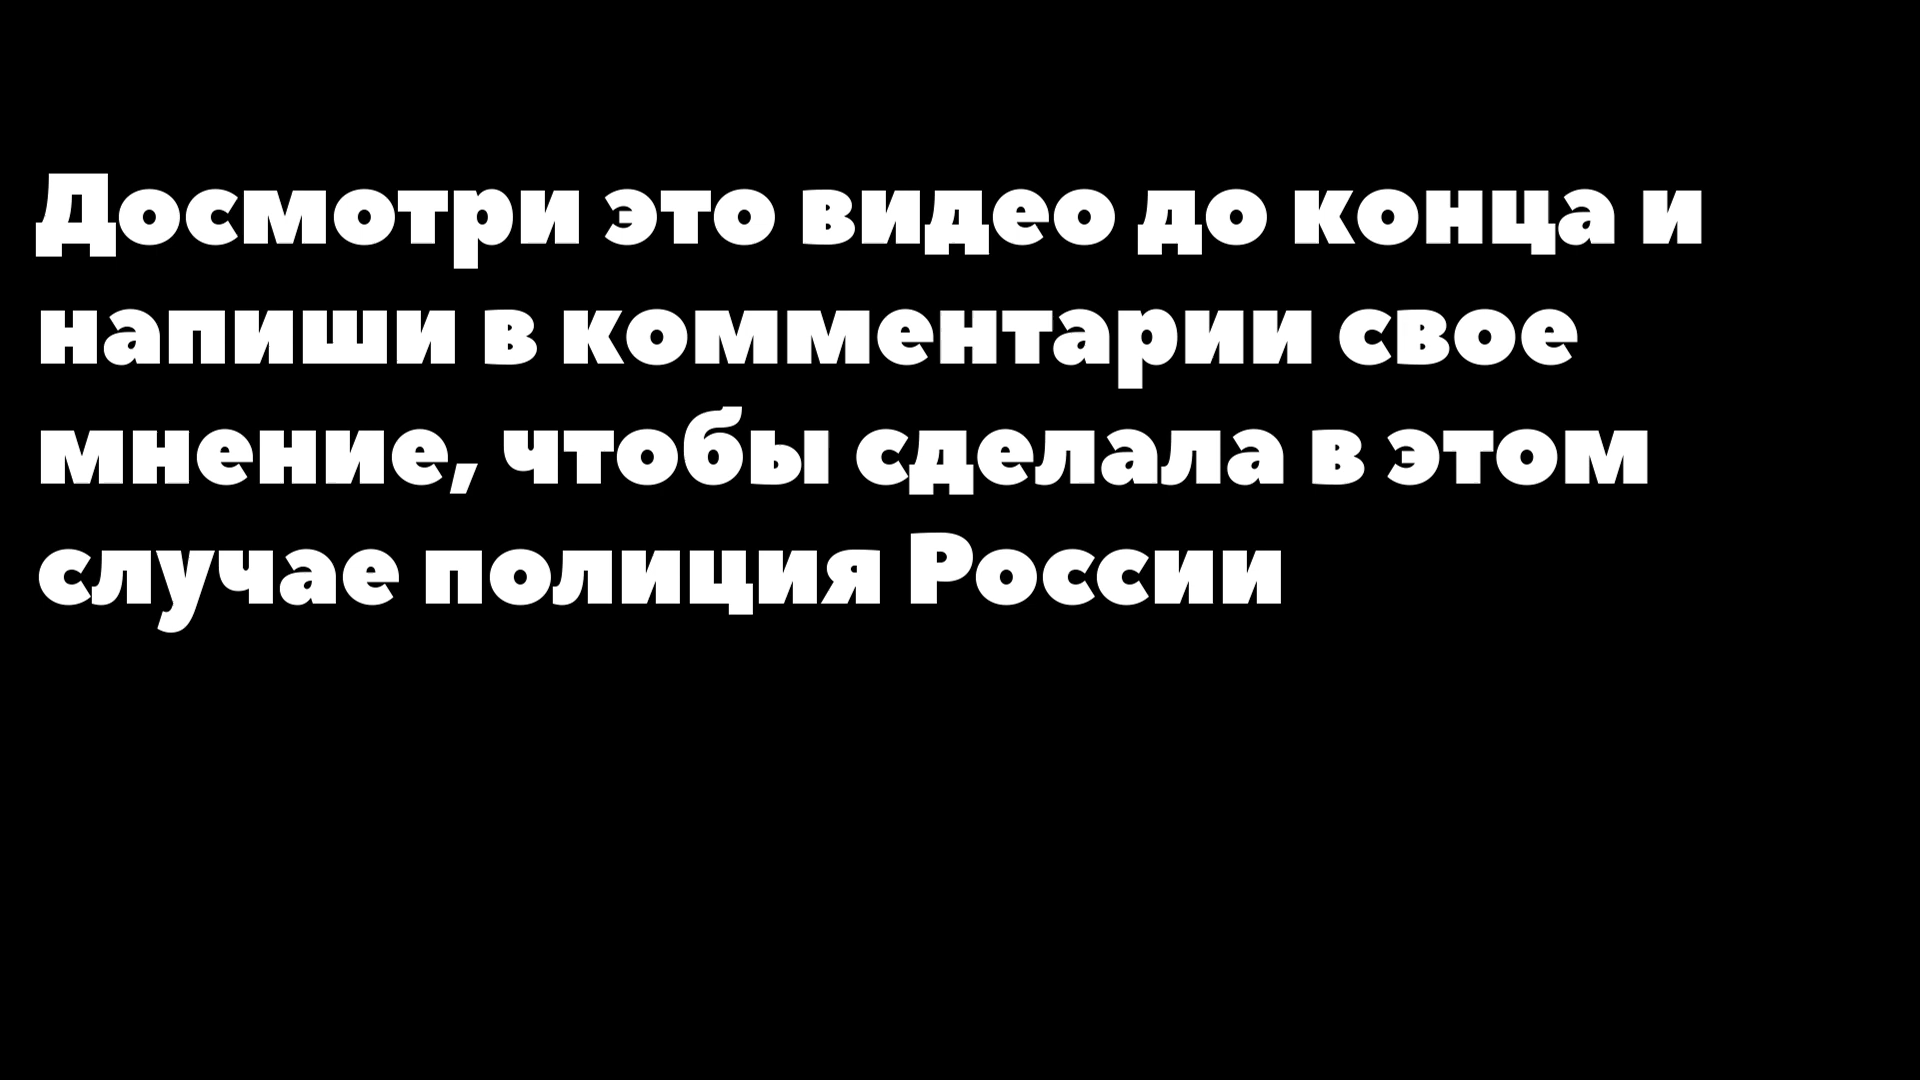 Досмотри это видео до конца и
напиши в комментарии свое
мнение, чтобы сделала в этом
случае полиция России